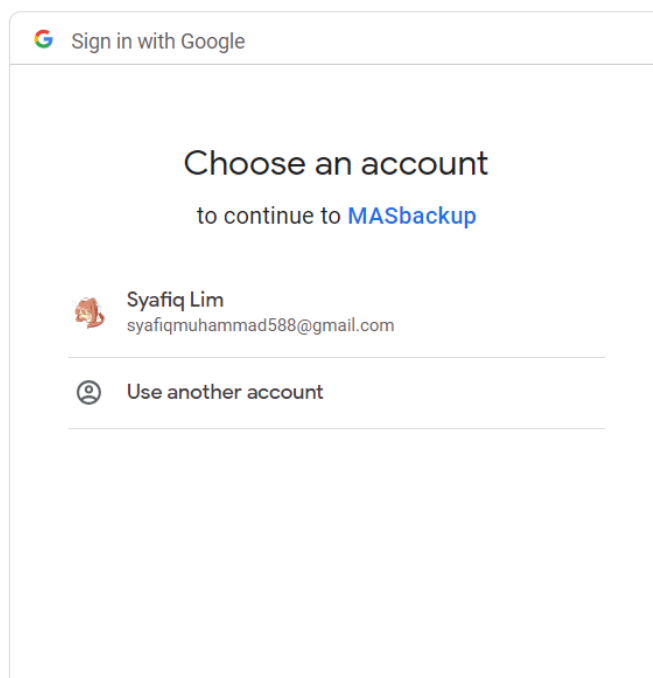 Sign in with Google
Choose an account
to continue to MASbackup
Syafiq Lim
syafiqmuhammad588@gmail.com
Use another account